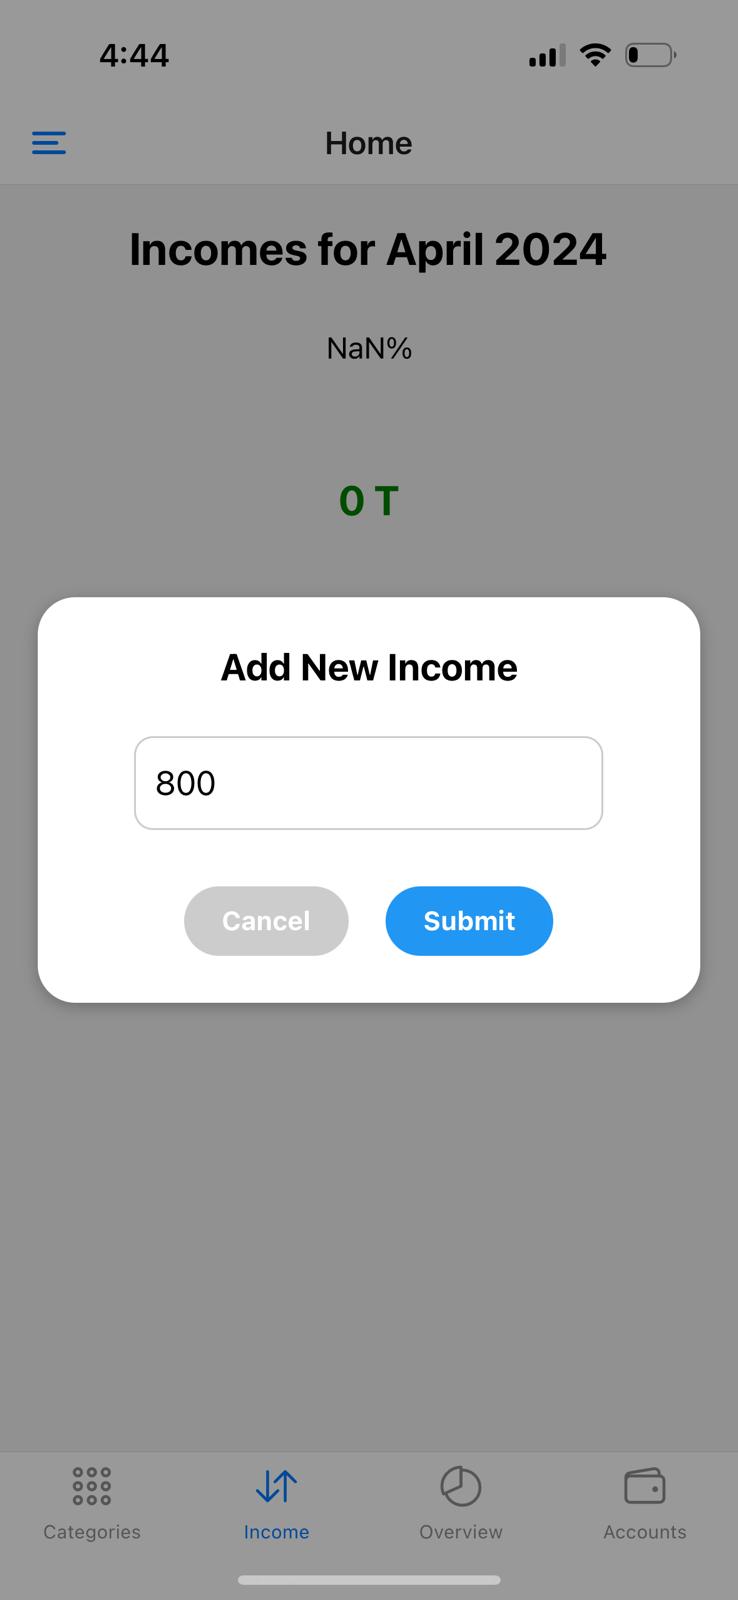 4:44
Home
Incomes for April 2024
NaN%
0 T
Add New Income
800
Cancel Submit
Categories Income Overview Accounts